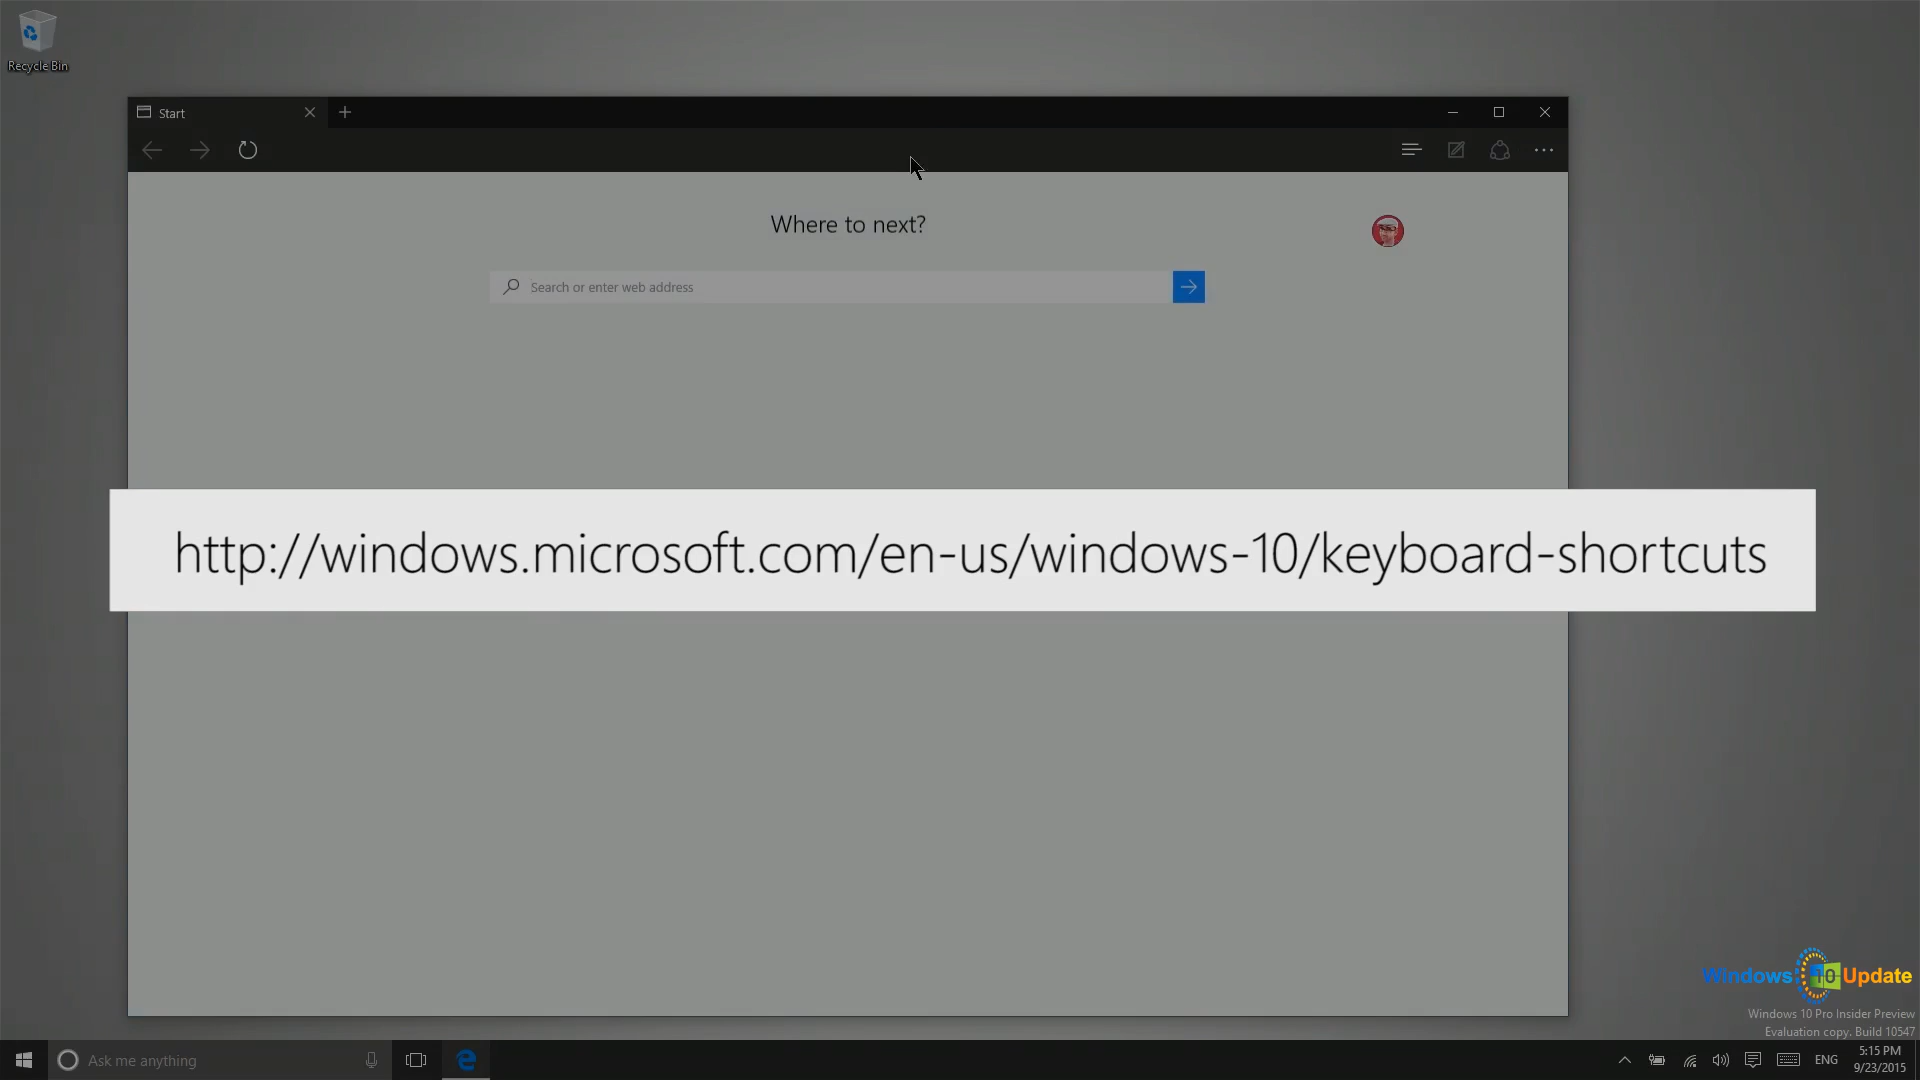 Recycle Bin
Start
Where to next?
Search or enter web address
http://windows.microsoft.com/en-us/windows-10/keyboard-shortcuts
Windows 10 Update
Windows 10 Pro Insider Preview
Evaluation copy. Build 10547
Ask me anything
ENG
5:15 PM
9/23/2015